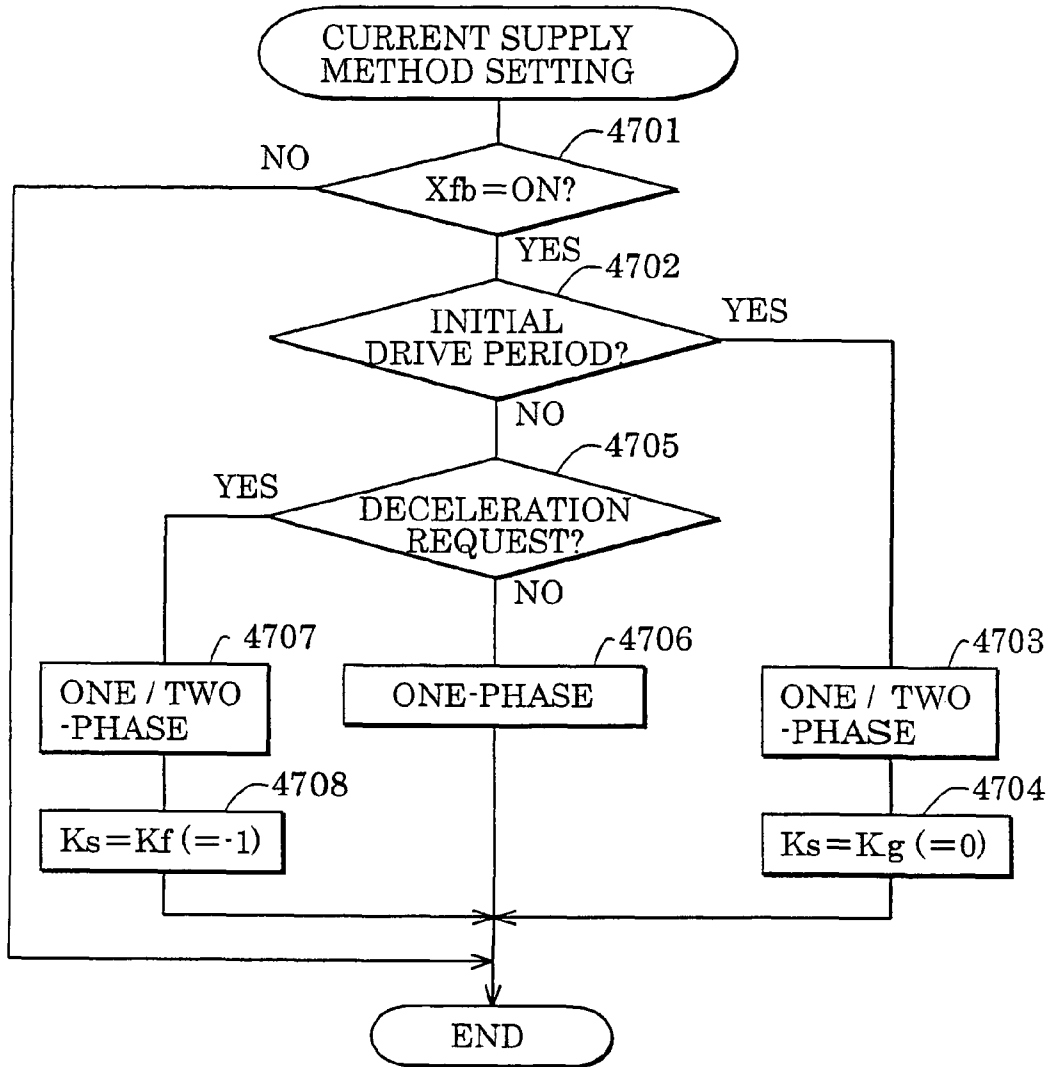 CURRENT SUPPLY
METHOD SETTING
4701
NO
Xfb=ON?
YES
4702
YES
INITIAL
DRIVE PERIOD?
NO
4705
YES
DECELERATION
REQUEST?
NO
4707
4706
4703
ONE / TWO
-PHASE
ONE-PHASE
ONE / TWO
-PHASE
4708
4704
Ks=Kf (=-1)
Ks=Kg (=0)
END